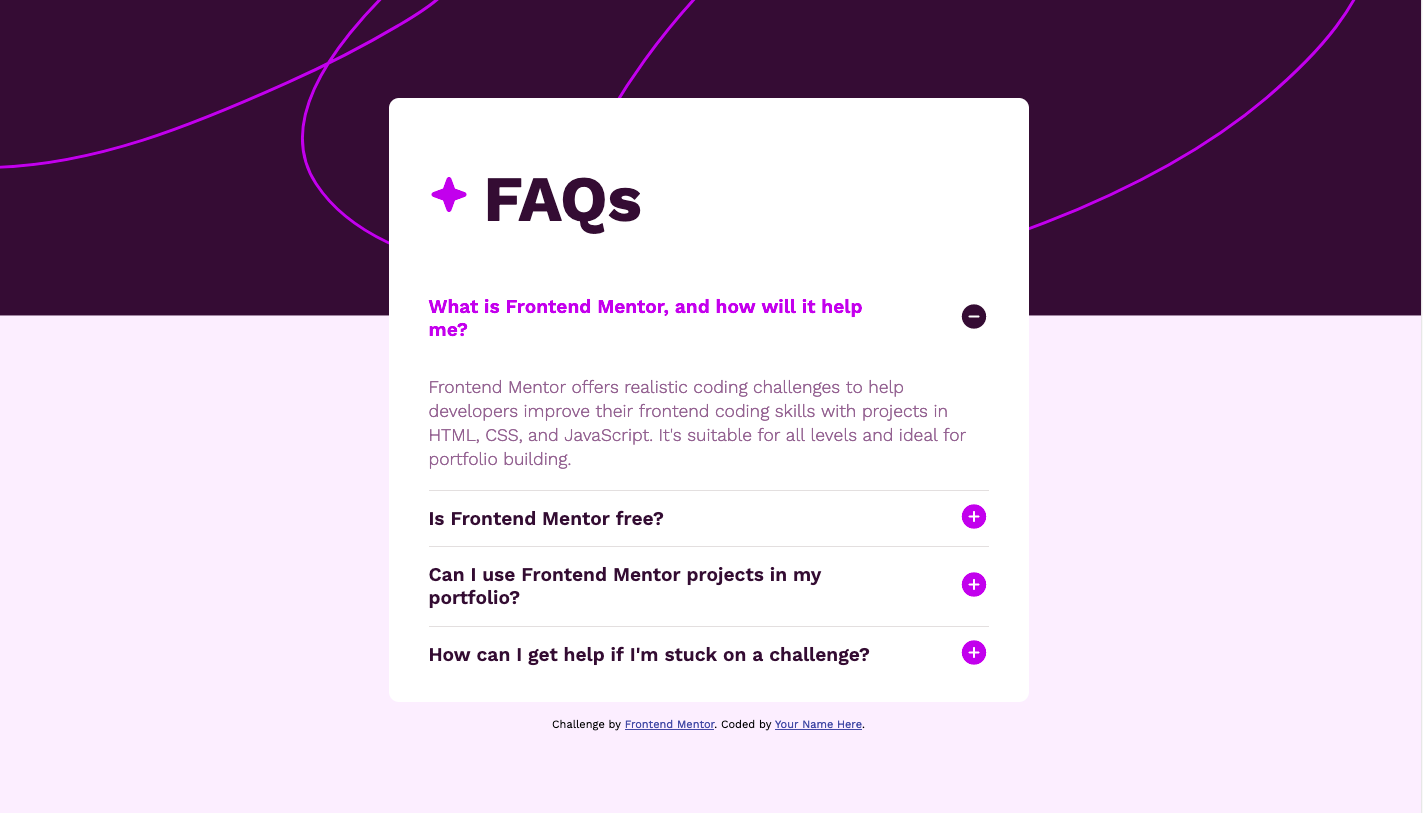 FAQs
What is Frontend Mentor, and how will it help
me?
Frontend Mentor offers realistic coding challenges to help
developers improve their frontend coding skills with projects in
HTML, CSS, and JavaScript. It's suitable for all levels and ideal for
portfolio building.
Is Frontend Mentor free?
Can I use Frontend Mentor projects in my
portfolio?
How can I get help if I'm stuck on a challenge?
Challenge by Frontend Mentor. Coded by Your Name Here.